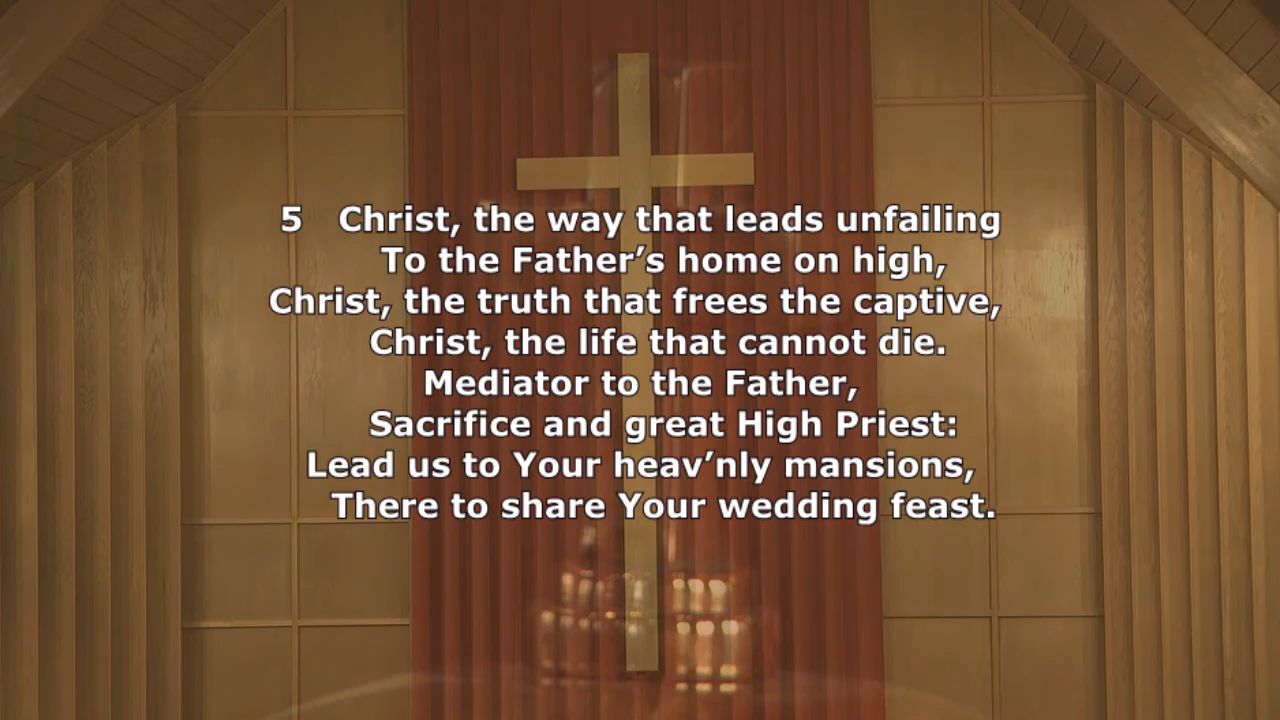 5 Christ, the way that leads unfailing
To the Father’s home on high,
Christ, the truth that frees the captive,
Christ, the life that cannot die.
Mediator to the Father,
Sacrifice and great High Priest:
Lead us to Your heav’nly mansions,
There to share Your wedding feast.